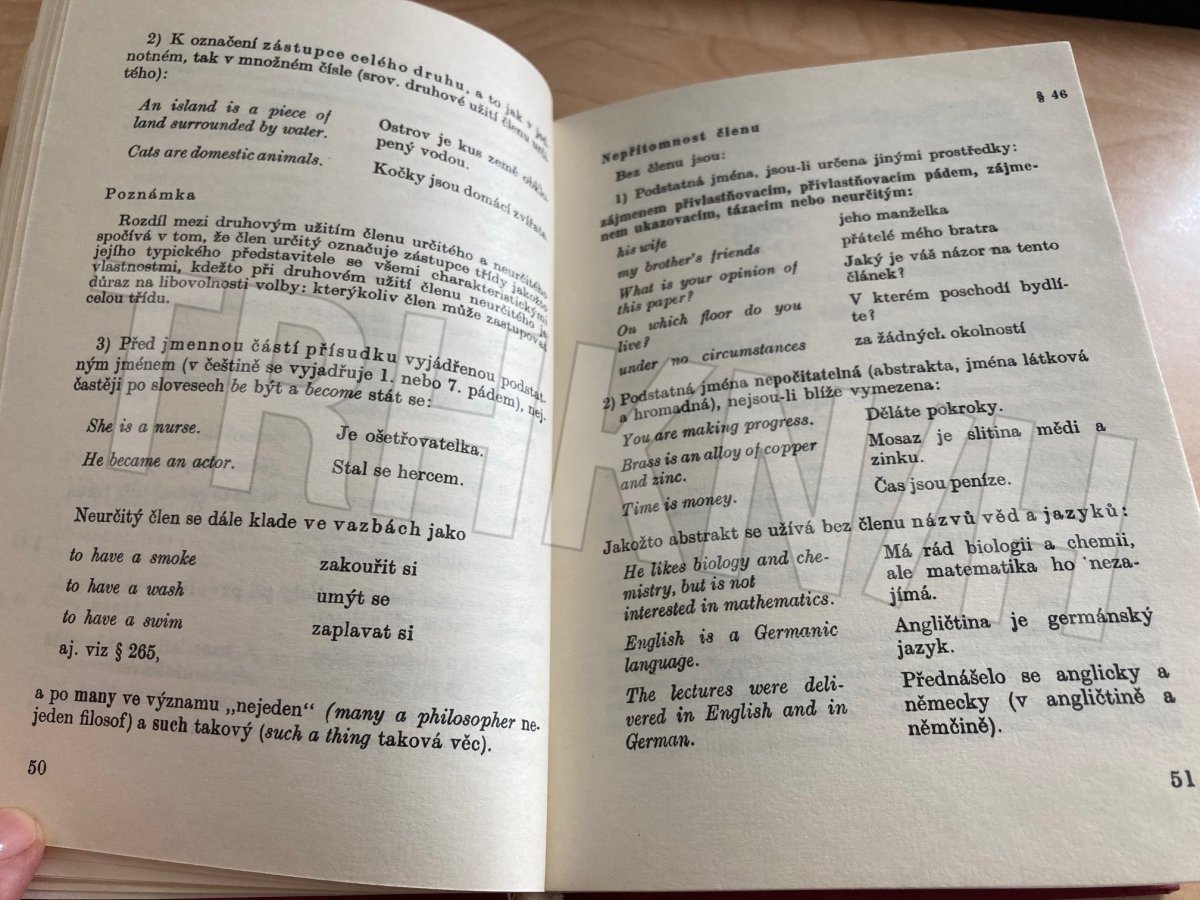 2) K označení zástupce celého druhu, a to jak v jed-
notném, tak v množném čísle (srov. druhové užití členu urči-
tého):
An island is a piece of
land surrounded by water.
Ostrov je kus země obklo-
pený vodou.
Cats are domestic animals.
Kočky jsou domácí zvířata.
Poznámka
Rozdíl mezi druhovým užitím členu určitého a neurčitého
spočívá v tom, že člen určitý označuje zástupce třídy jakožto
jejího typického představitele se všemi charakteristickými
vlastnostmi, kdežto při druhovém užití členu neurčitého je
důraz na libovolnosti volby: kterýkoliv člen může zastupovat
celou třídu.
3) Před jmennou částí přísudku vyjádřenou podstat-
ným jménem (v češtině se vyjadřuje 1. nebo 7. pádem), nej-
častěji po slovesech be být a become stát se:
She is a nurse.
Je ošetřovatelka.
He became an actor.
Stal se hercem.
Neurčitý člen se dále klade ve vazbách jako
to have a smoke
zakouřit si
to have a wash
umýt se
to have a swim
zaplavat si
aj. viz § 265,
a po many ve významu „nejeden“ (many a philosopher ne-
jeden filosof) a such takový (such a thing taková věc).
50
§ 46
Nepřítomnost členu
Bez členu jsou:
1) Podstatná jména, jsou-li určena jinými prostředky:
zájmenem přivlastňovacím, přivlastňovacím pádem, zájme-
nem ukazovacím, tázacím nebo neurčitým:
his wife
jeho manželka
my brother's friends
přátelé mého bratra
What is your opinion of
this paper?
Jaký je váš názor na tento
článek?
On which floor do you
live?
V kterém poschodí bydlí-
te?
under no circumstances
za žádných okolností
2) Podstatná jména nepočitatelná (abstrakta, jména látková
a hromadná), nejsou-li blíže vymezena:
You are making progress.
Děláte pokroky.
Brass is an alloy of copper
and zinc.
Mosaz je slitina mědi a
zinku.
Time is money.
Čas jsou peníze.
Jakožto abstrakt se užívá bez členu názvů věd a jazyků:
He likes biology and che-
mistry, but is not
interested in mathematics.
Má rád biologii a chemii,
ale matematika ho neza-
jímá.
English is a Germanic
language.
Angličtina je germánský
jazyk.
The lectures were deli-
vered in English and in
German.
Přednášelo se anglicky a
německy (v angličtině a
němčině).
51